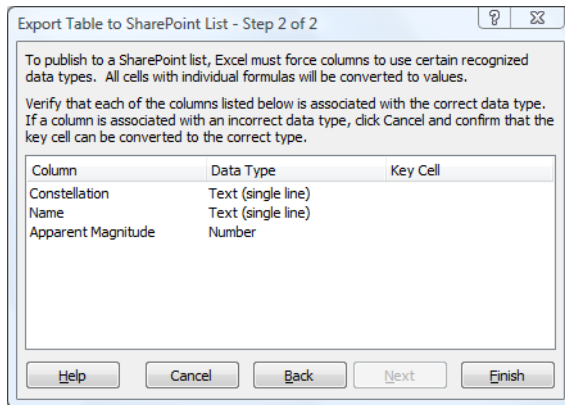 Export Table to SharePoint List - Step 2 of 2
To publish to a SharePoint list, Excel must force columns to use certain recognized
data types. All cells with individual formulas will be converted to values.
Verify that each of the columns listed below is associated with the correct data type.
If a column is associated with an incorrect data type, click Cancel and confirm that the
key cell can be converted to the correct type.
Column Data Type Key Cell
Constellation Text (single line)
Name Text (single line)
Apparent Magnitude Number
Help Cancel Back Next Finish